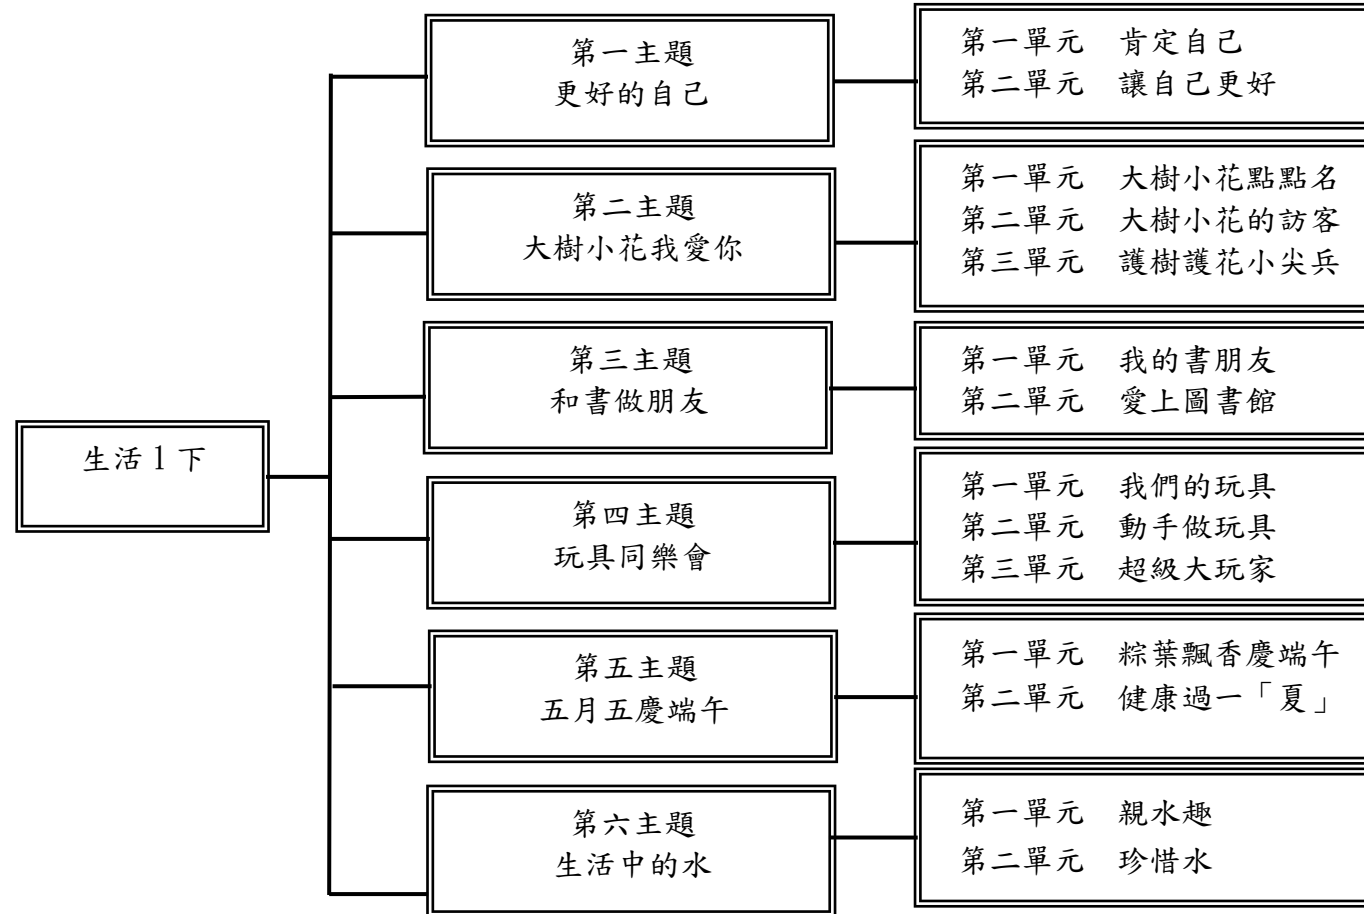 生活1下
第一主題
更好的自己
第一單元　肯定自己
第二單元　讓自己更好
第二主題
大樹小花我愛你
第一單元　大樹小花點點名
第二單元　大樹小花的訪客
第三單元　護樹護花小尖兵
第三主題
和書做朋友
第一單元　我的書朋友
第二單元　愛上圖書館
第四主題
玩具同樂會
第一單元　我們的玩具
第二單元　動手做玩具
第三單元　超級大玩家
第五主題
五月五慶端午
第一單元　粽葉飄香慶端午
第二單元　健康過一「夏」
第六主題
生活中的水
第一單元　親水趣
第二單元　珍惜水